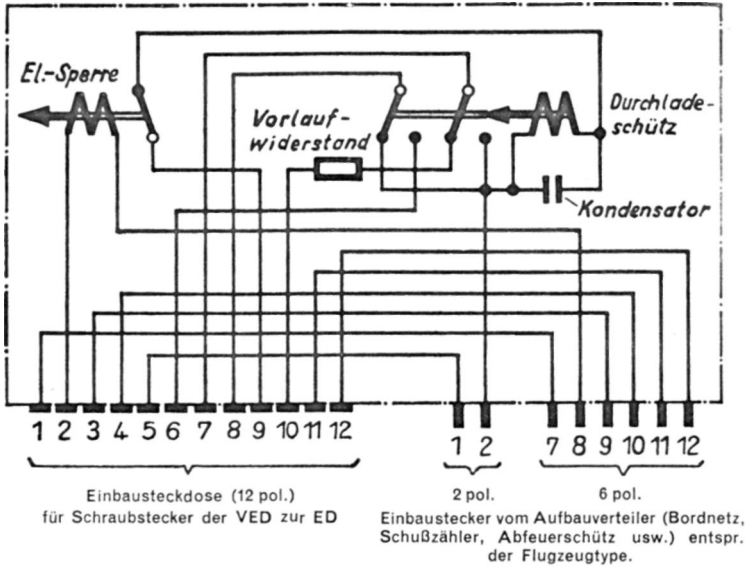 El.-Sperre
Vorlauf-
widerstand
Durchlade-
schütz
Kondensator
1 2 3 4 5 6 7 8 9 10 11 12
1 2
7 8 9 10 11 12
Einbausteckdose (12 pol.)
für Schraubstecker der VED zur ED
2 pol.
6 pol.
Einbaustecker vom Aufbauverteiler (Bordnetz,
Schußzähler, Abfeuerschütz usw.) entspr.
der Flugzeugtype.